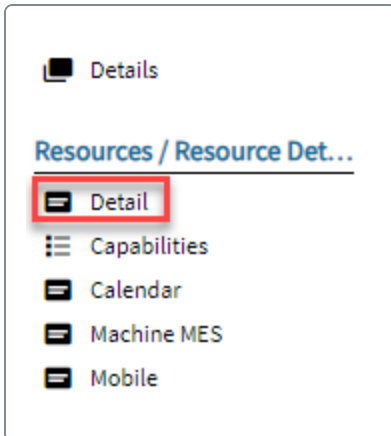 Details
Resources / Resource Det...
Detail
Capabilities
Calendar
Machine MES
Mobile